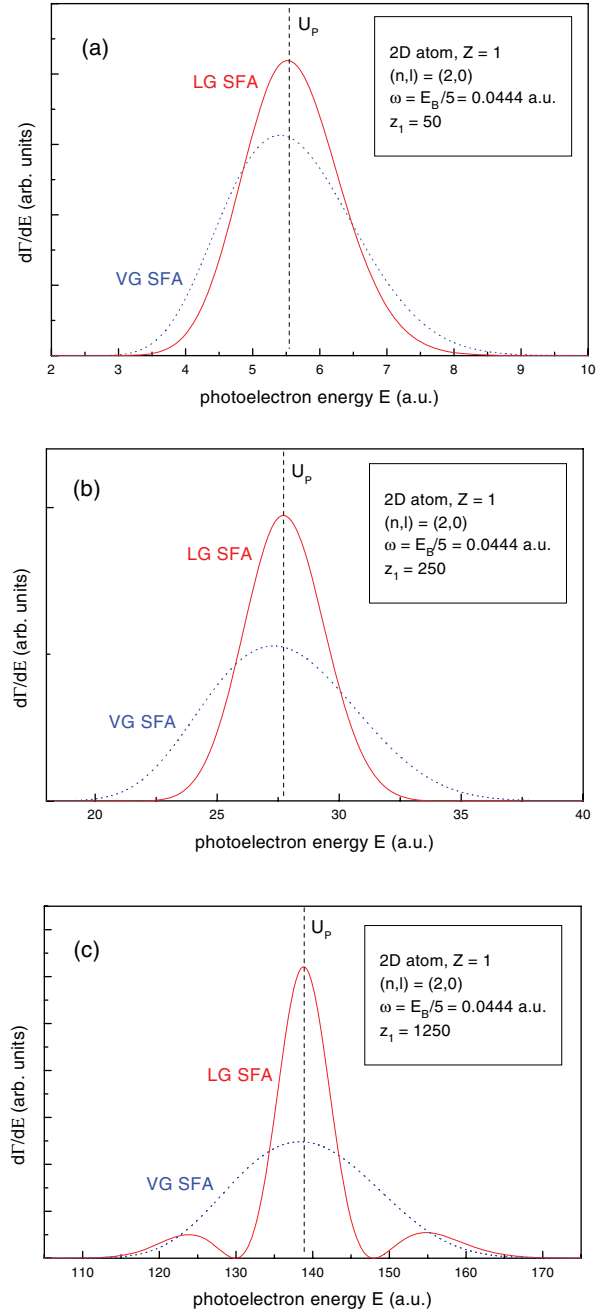 (a)
U_P
LG SFA
VG SFA
2D atom, Z = 1
(n,l) = (2,0)
ω = E_B/5 = 0.0444 a.u.
z_1 = 50
dΓ/dE (arb. units)
2 3 4 5 6 7 8 9 10
photoelectron energy E (a.u.)
(b)
U_P
LG SFA
VG SFA
2D atom, Z = 1
(n,l) = (2,0)
ω = E_B/5 = 0.0444 a.u.
z_1 = 250
dΓ/dE (arb. units)
20 25 30 35 40
photoelectron energy E (a.u.)
(c)
U_P
LG SFA
VG SFA
2D atom, Z = 1
(n,l) = (2,0)
ω = E_B/5 = 0.0444 a.u.
z_1 = 1250
dΓ/dE (arb. units)
110 120 130 140 150 160 170
photoelectron energy E (a.u.)